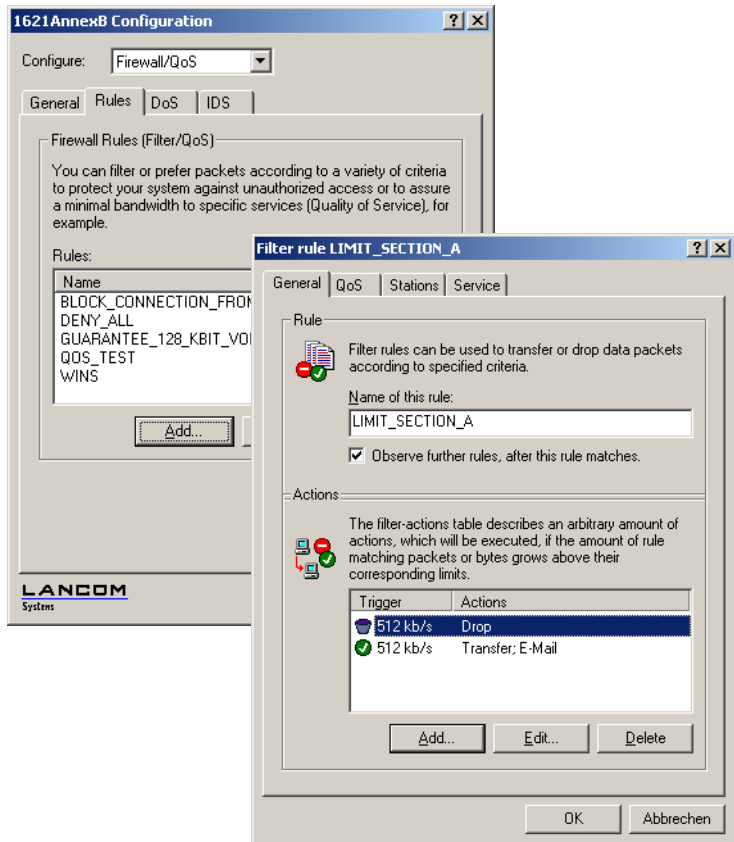 1621AnnexB Configuration
Configure:
Firewall/QoS
General
Rules
DoS
IDS
Firewall Rules (Filter/QoS)
You can filter or prefer packets according to a variety of criteria
to protect your system against unauthorized access or to assure
a minimal bandwidth to specific services (Quality of Service), for
example.
Rules:
Name
BLOCK_CONNECTION_FRON
DENY_ALL
GUARANTEE_128_KBIT_VOI
QOS_TEST
WINS
Add...
LANCOM
Systems
Filter rule LIMIT_SECTION_A
General
QoS
Stations
Service
Rule
Filter rules can be used to transfer or drop data packets
according to specified criteria.
Name of this rule:
LIMIT_SECTION_A
Observe further rules, after this rule matches.
Actions
The filter-actions table describes an arbitrary amount of
actions, which will be executed, if the amount of rule
matching packets or bytes grows above their
corresponding limits.
Trigger Actions
512 kb/s Drop
512 kb/s Transfer; E-Mail
Add...
Edit...
Delete
OK
Abbrechen